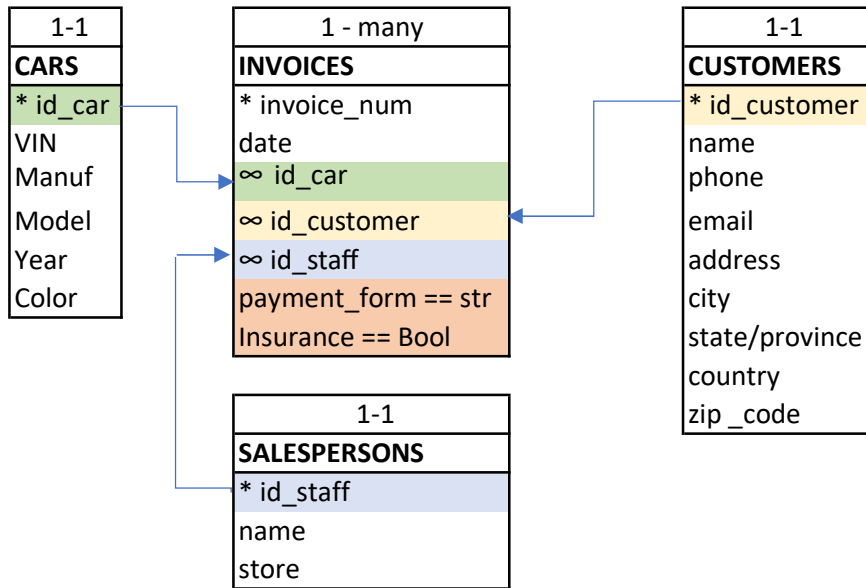 1-1
CARS
* id_car
VIN
Manuf
Model
Year
Color
1 - many
INVOICES
* invoice_num
date
∞ id_car
∞ id_customer
∞ id_staff
payment_form == str
Insurance == Bool
1-1
CUSTOMERS
* id_customer
name
phone
email
address
city
state/province
country
zip _code
1-1
SALESPERSONS
* id_staff
name
store